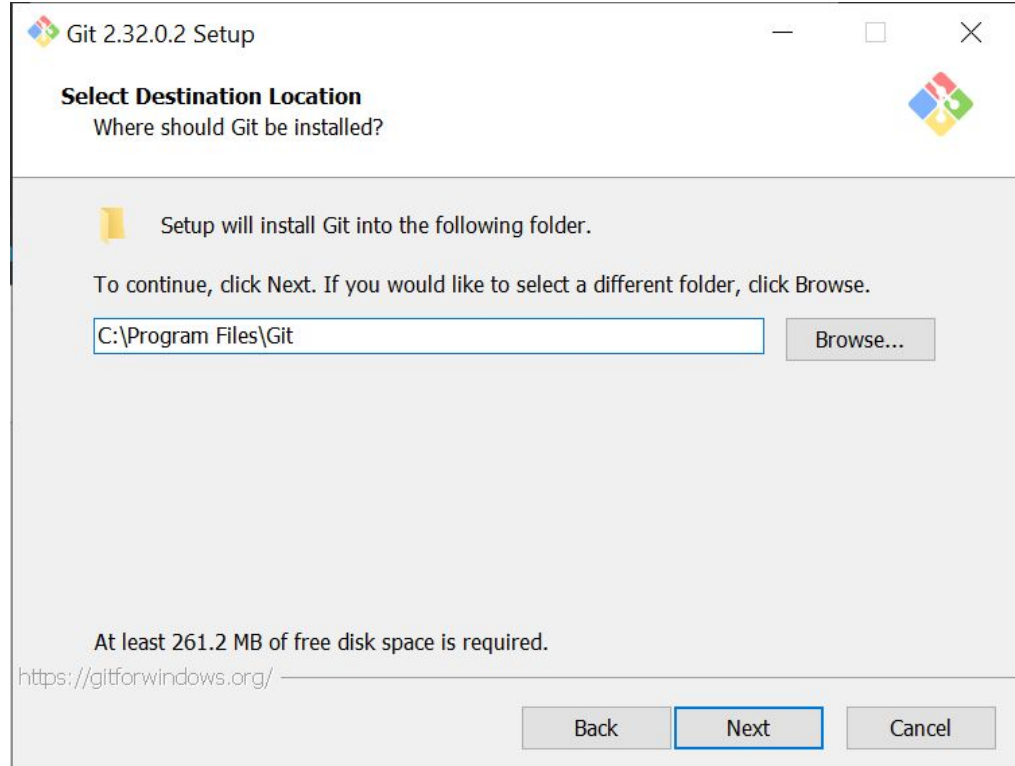 Git 2.32.0.2 Setup
Select Destination Location
Where should Git be installed?
Setup will install Git into the following folder.
To continue, click Next. If you would like to select a different folder, click Browse.
C:\Program Files\Git
Browse...
At least 261.2 MB of free disk space is required.
https://gitforwindows.org/
Back
Next
Cancel